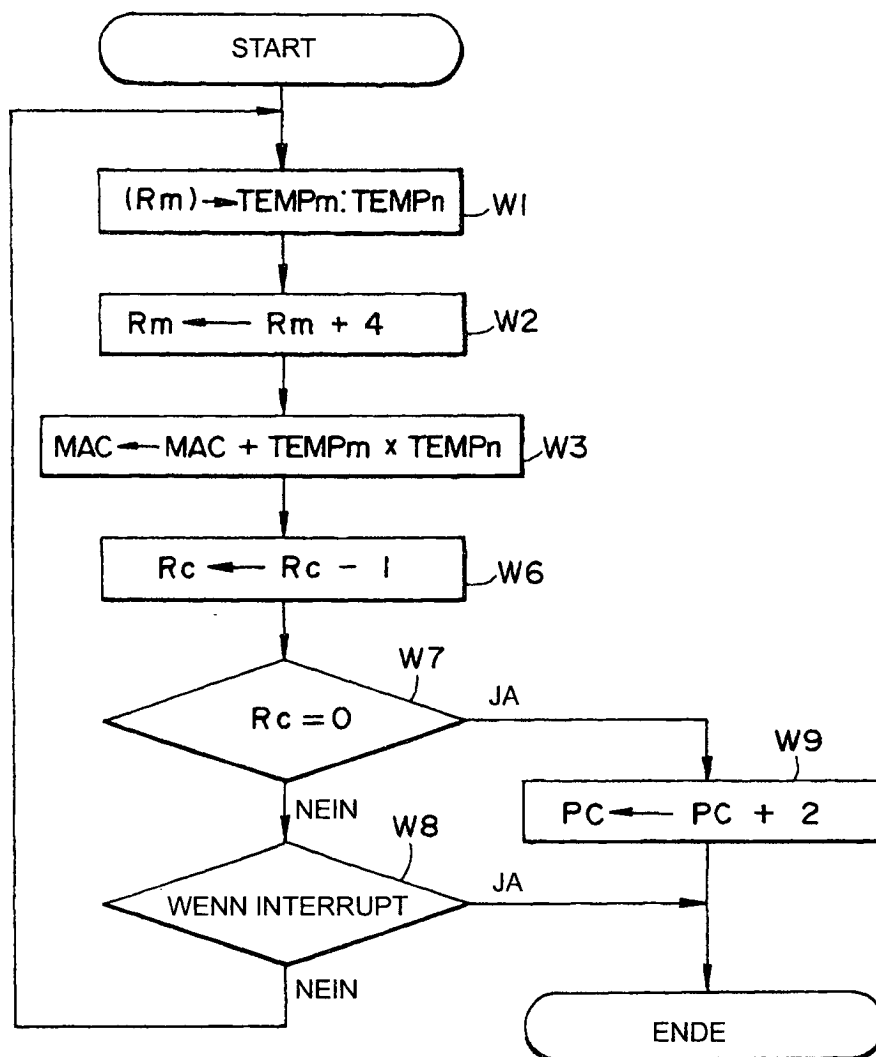 START
(Rm)→TEMPm:TEMPn
W1
Rm ← Rm + 4
W2
MAC ← MAC + TEMPm x TEMPn
W3
Rc ← Rc - 1
W6
W7
Rc = 0
JA
NEIN
W9
PC ← PC + 2
W8
WENN INTERRUPT
JA
NEIN
ENDE